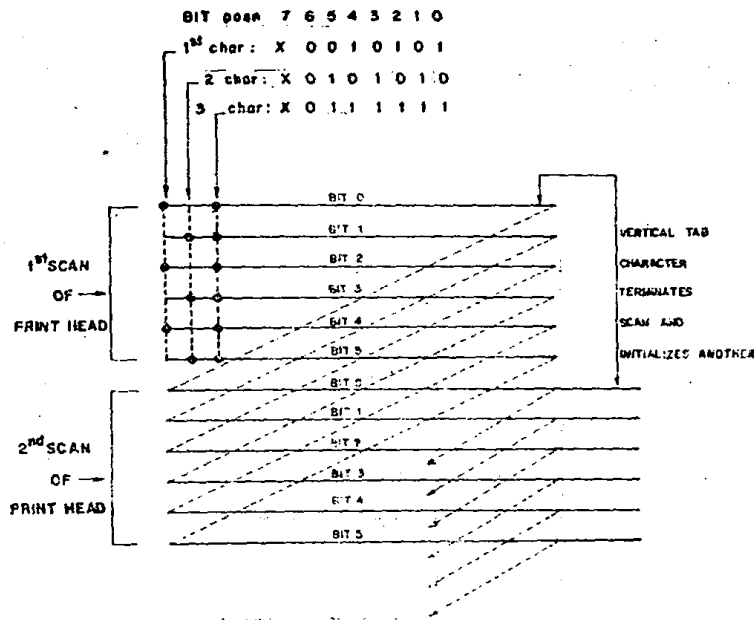 BIT posn 7 6 5 4 3 2 1 0
1st char: X 0 0 1 0 1 0 1
2 char: X 0 1 0 1 0 1 0
3 char: X 0 1 1 1 1 1 1
BIT 0
BIT 1
BIT 2
BIT 3
BIT 4
BIT 5
1st SCAN
OF
PRINT HEAD
VERTICAL TAB
CHARACTER
TERMINATES
SCAN AND
INITIALIZES ANOTHER
BIT 0
BIT 1
BIT 2
BIT 3
BIT 4
BIT 5
2nd SCAN
OF
PRINT HEAD